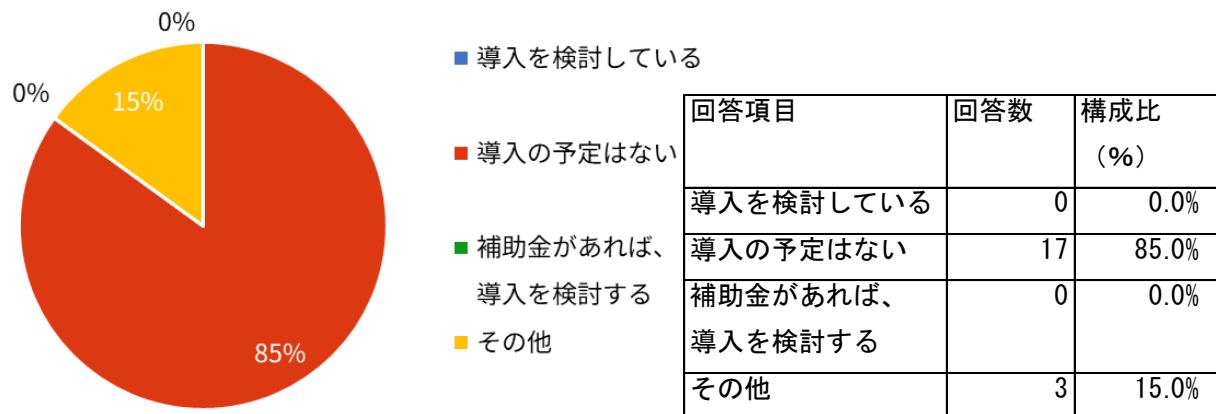 0%
0%
15%
85%
導入を検討している
導入の予定はない
補助金があれば、
導入を検討する
その他
回答項目 回答数 構成比
（%）
導入を検討している 0 0.0%
導入の予定はない 17 85.0%
補助金があれば、 0 0.0%
導入を検討する
その他 3 15.0%